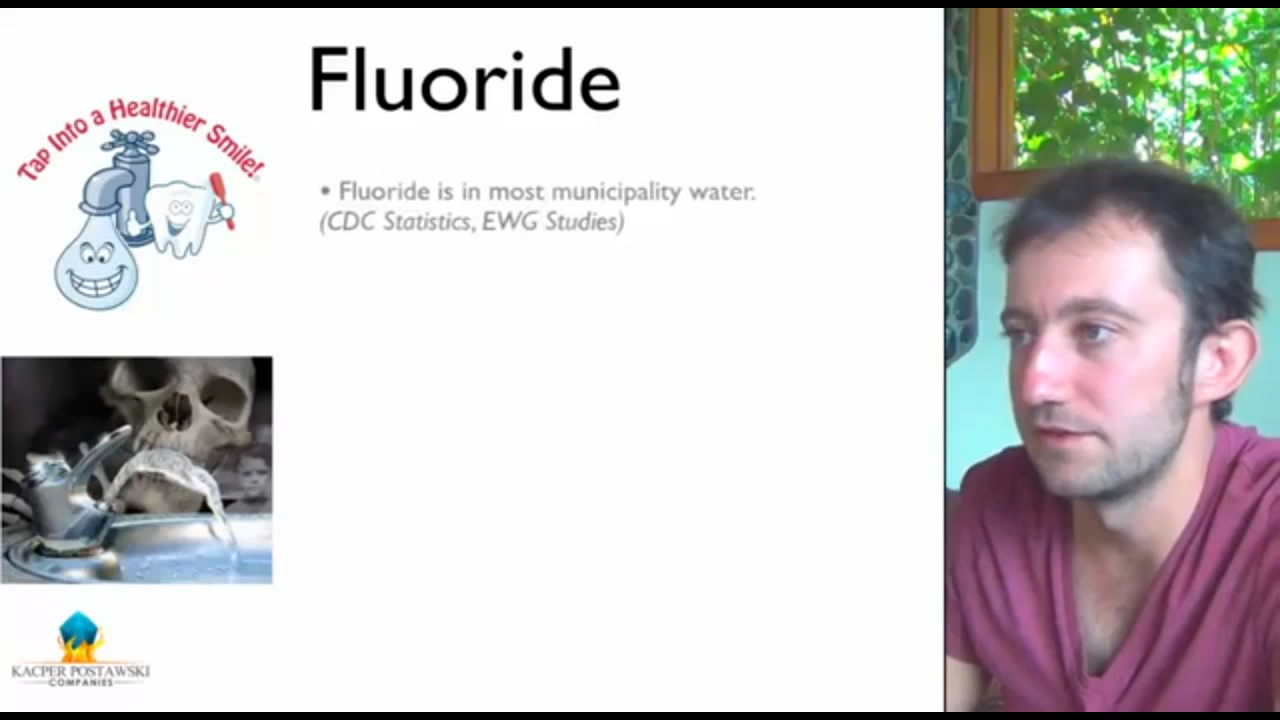 Fluoride
Tap Into a Healthier Smile!
• Fluoride is in most municipality water.
(CDC Statistics, EWG Studies)
KACPER POSTAWSKI
COMPANIES